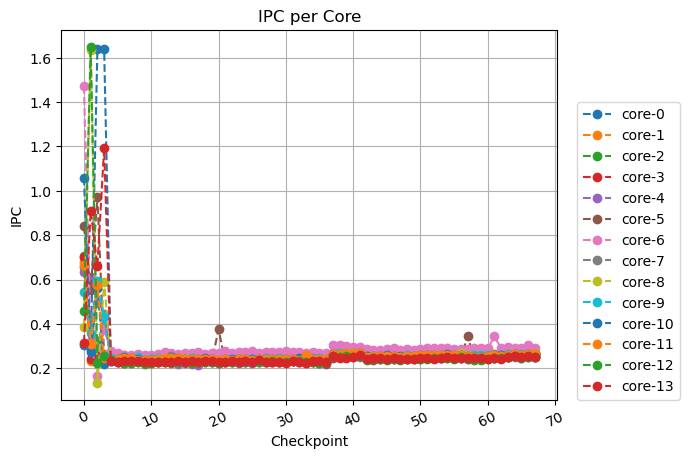 IPC per Core
1.6
1.4
1.2
1.0
0.8
0.6
0.4
0.2
IPC
0
10
20
30
40
50
60
70
Checkpoint
core-0
core-1
core-2
core-3
core-4
core-5
core-6
core-7
core-8
core-9
core-10
core-11
core-12
core-13